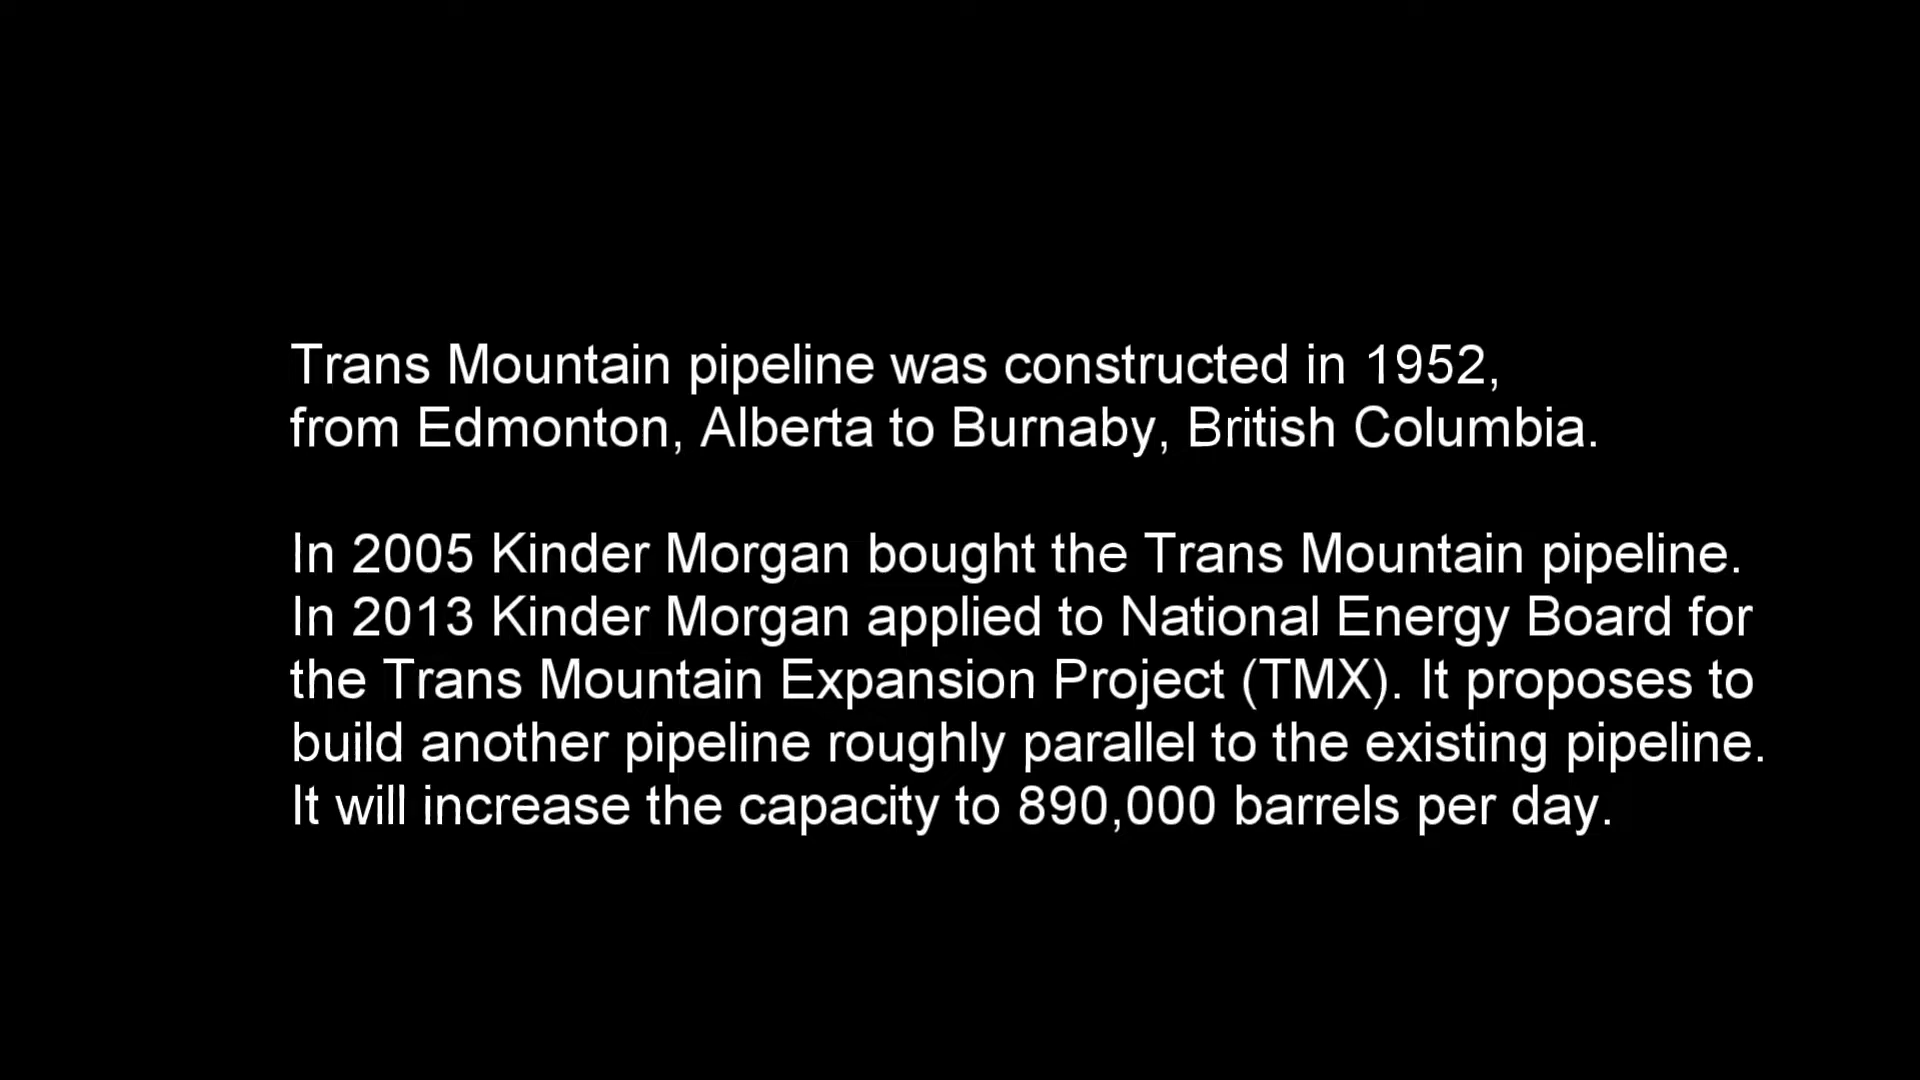 Trans Mountain pipeline was constructed in 1952,
from Edmonton, Alberta to Burnaby, British Columbia.
In 2005 Kinder Morgan bought the Trans Mountain pipeline.
In 2013 Kinder Morgan applied to National Energy Board for
the Trans Mountain Expansion Project (TMX). It proposes to
build another pipeline roughly parallel to the existing pipeline.
It will increase the capacity to 890,000 barrels per day.